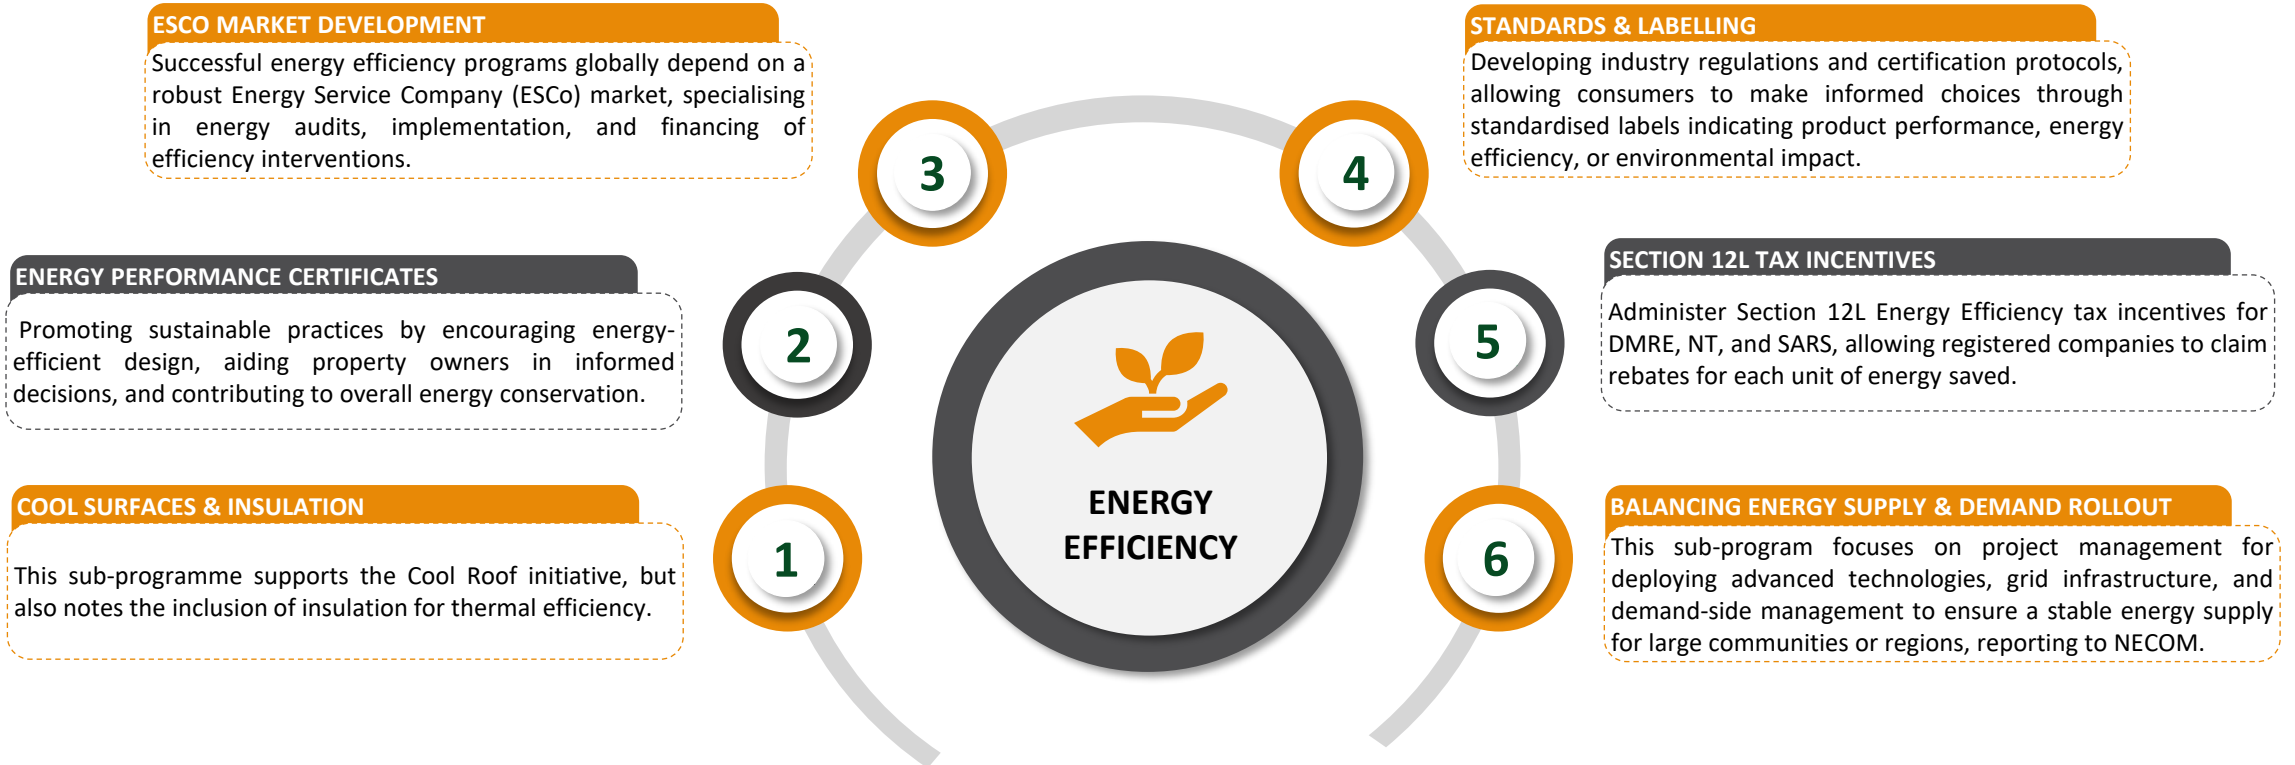 ESCO MARKET DEVELOPMENT
Successful energy efficiency programs globally depend on a
robust Energy Service Company (ESCo) market, specialising
in energy audits, implementation, and financing of
efficiency interventions.
3
ENERGY PERFORMANCE CERTIFICATES
Promoting sustainable practices by encouraging energy-
efficient design, aiding property owners in informed
decisions, and contributing to overall energy conservation.
2
COOL SURFACES & INSULATION
This sub-programme supports the Cool Roof initiative, but
also notes the inclusion of insulation for thermal efficiency.
1
ENERGY
EFFICIENCY
STANDARDS & LABELLING
Developing industry regulations and certification protocols,
allowing consumers to make informed choices through
standardised labels indicating product performance, energy
efficiency, or environmental impact.
4
SECTION 12L TAX INCENTIVES
Administer Section 12L Energy Efficiency tax incentives for
DMRE, NT, and SARS, allowing registered companies to claim
rebates for each unit of energy saved.
5
BALANCING ENERGY SUPPLY & DEMAND ROLLOUT
This sub-program focuses on project management for
deploying advanced technologies, grid infrastructure, and
demand-side management to ensure a stable energy supply
for large communities or regions, reporting to NECOM.
6